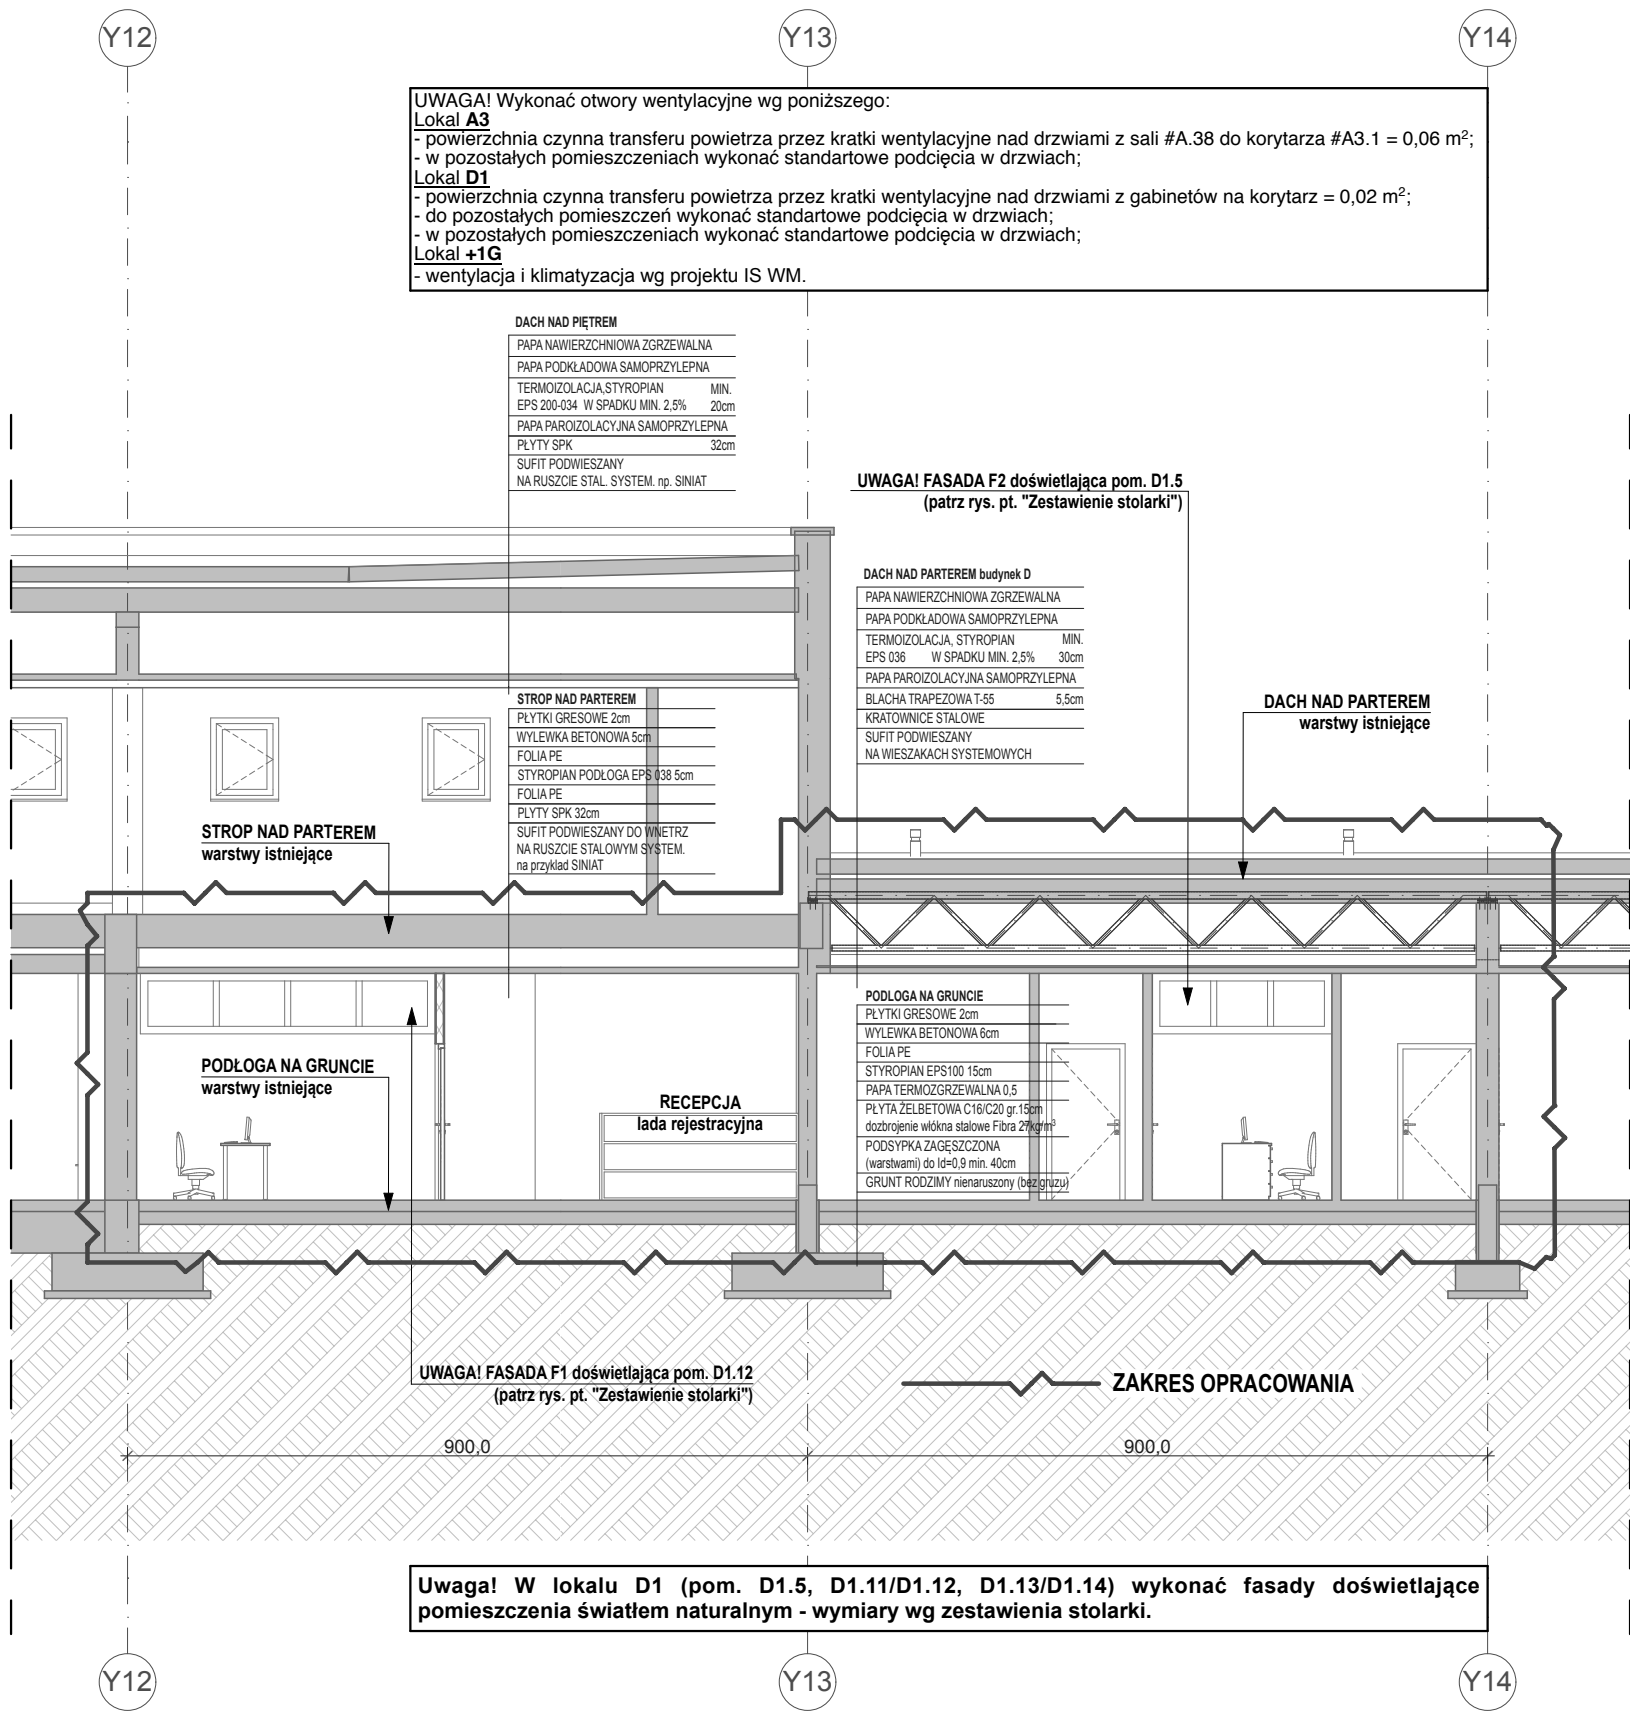 Y12
Y13
Y14
UWAGA! Wykonać otwory wentylacyjne wg poniższego:
Lokal A3
- powierzchnia czynna transferu powietrza przez kratki wentylacyjne nad drzwiami z sali #A.38 do korytarza #A3.1 = 0,06 m²;
- w pozostałych pomieszczeniach wykonać standartowe podcięcia w drzwiach;
Lokal D1
- powierzchnia czynna transferu powietrza przez kratki wentylacyjne nad drzwiami z gabinetów na korytarz = 0,02 m²;
- do pozostałych pomieszczeń wykonać standartowe podcięcia w drzwiach;
- w pozostałych pomieszczeniach wykonać standartowe podcięcia w drzwiach;
Lokal +1G
- wentylacja i klimatyzacja wg projektu IS WM.
DACH NAD PIĘTREM
PAPA NAWIERZCHNIOWA ZGRZEWALNA
PAPA PODKŁADOWA SAMOPRZYLEPNA
TERMOIZOLACJA,STYROPIAN MIN.
EPS 200-034 W SPADKU MIN. 2,5% 20cm
PAPA PAROIZOLACYJNA SAMOPRZYLEPNA
PŁYTY SPK 32cm
SUFIT PODWIESZANY
NA RUSZCIE STAL. SYSTEM. np. SINIAT
UWAGA! FASADA F2 doświetlająca pom. D1.5
(patrz rys. pt. "Zestawienie stolarki")
DACH NAD PARTEREM budynek D
PAPA NAWIERZCHNIOWA ZGRZEWALNA
PAPA PODKŁADOWA SAMOPRZYLEPNA
TERMOIZOLACJA, STYROPIAN MIN.
EPS 036 W SPADKU MIN. 2,5% 30cm
PAPA PAROIZOLACYJNA SAMOPRZYLEPNA
BLACHA TRAPEZOWA T-55 5,5cm
KRATOWNICE STALOWE
SUFIT PODWIESZANY
NA WIESZAKACH SYSTEMOWYCH
DACH NAD PARTEREM
warstwy istniejące
STROP NAD PARTEREM
PŁYTKI GRESOWE 2cm
WYLEWKA BETONOWA 5cm
FOLIA PE
STYROPIAN PODŁOGA EPS 038 5cm
FOLIA PE
PLYTY SPK 32cm
SUFIT PODWIESZANY DO WNĘTRZ
NA RUSZCIE STALOWYM SYSTEM.
na przyklad SINIAT
STROP NAD PARTEREM
warstwy istniejące
PODŁOGA NA GRUNCIE
warstwy istniejące
RECEPCJA
lada rejestracyjna
PODLOGA NA GRUNCIE
PŁYTKI GRESOWE 2cm
WYLEWKA BETONOWA 6cm
FOLIA PE
STYROPIAN EPS100 15cm
PAPA TERMOZGRZEWALNA 0,5
PŁYTA ŻELBETOWA C16/C20 gr.15cm
dozbrojenie włókna stalowe Fibra 27kg/m³
PODSYPKA ZAGĘSZCZONA
(warstwami) do Id=0,9 min. 40cm
GRUNT RODZIMY nienaruszony (bez gruzu)
UWAGA! FASADA F1 doświetlająca pom. D1.12
(patrz rys. pt. "Zestawienie stolarki")
ZAKRES OPRACOWANIA
900,0
900,0
Uwaga! W lokalu D1 (pom. D1.5, D1.11/D1.12, D1.13/D1.14) wykonać fasady doświetlające
pomieszczenia światłem naturalnym - wymiary wg zestawienia stolarki.
Y12
Y13
Y14